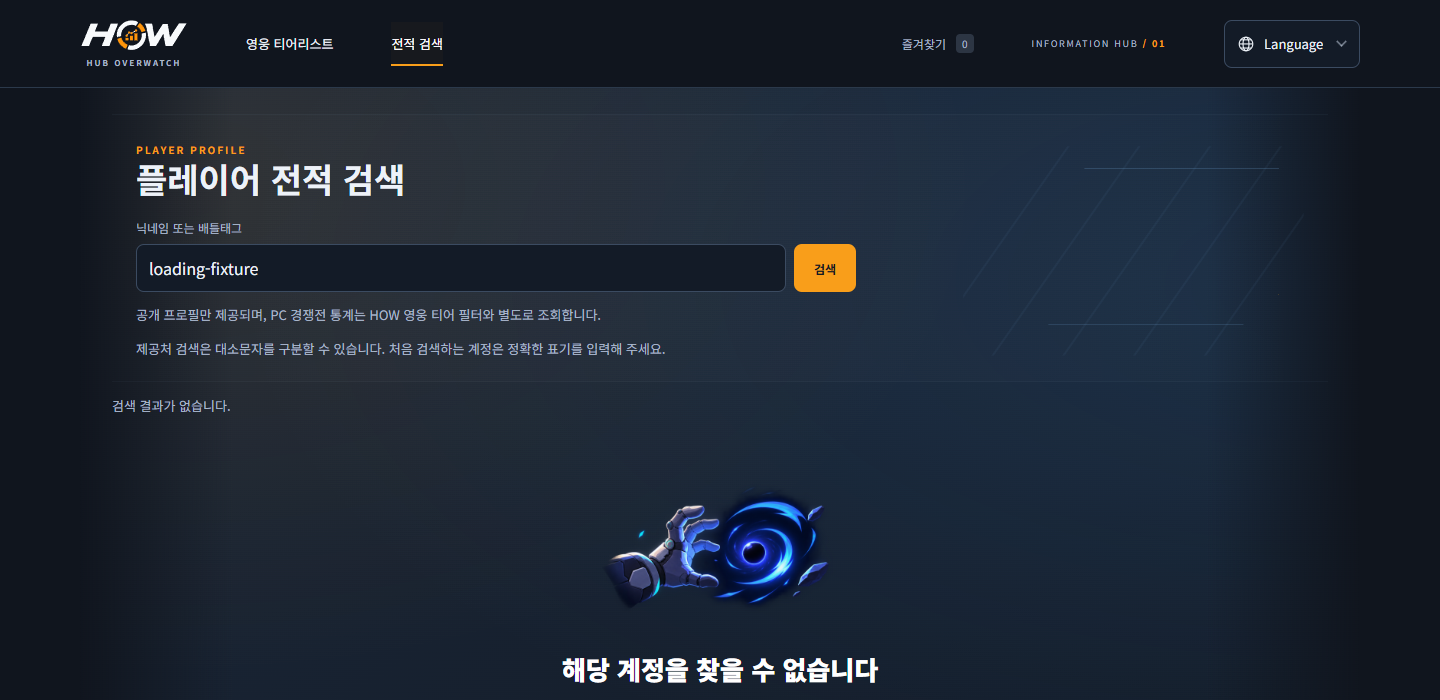 HOW
HUB OVERWATCH
영웅 티어리스트
전적 검색
즐겨찾기 0
INFORMATION HUB / 01
Language
PLAYER PROFILE
플레이어 전적 검색
닉네임 또는 배틀태그
loading-fixture
검색
공개 프로필만 제공되며, PC 경쟁전 통계는 HOW 영웅 티어 필터와 별도로 조회합니다.
제공처 검색은 대소문자를 구분할 수 있습니다. 처음 검색하는 계정은 정확한 표기를 입력해 주세요.
검색 결과가 없습니다.
해당 계정을 찾을 수 없습니다